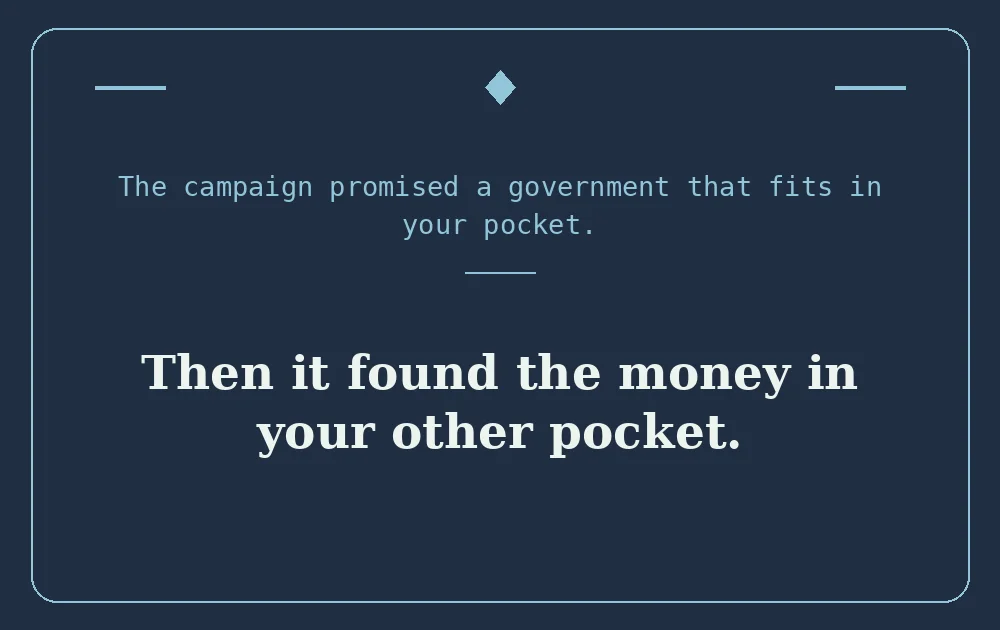 The campaign promised a government that fits in
your pocket.
Then it found the money in
your other pocket.